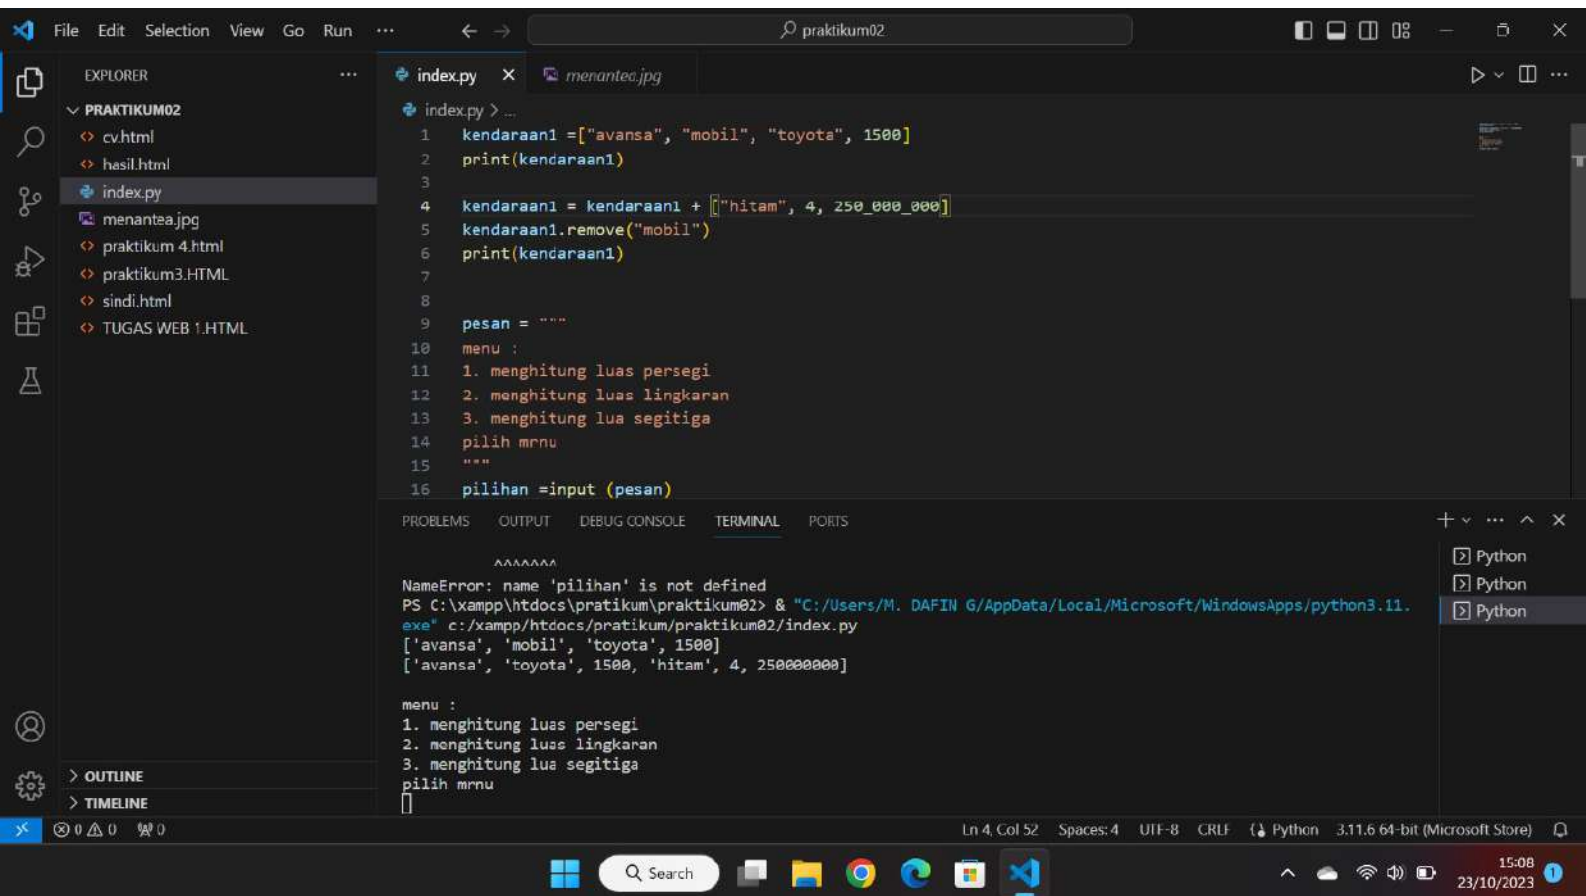 File Edit Selection View Go Run ... praktikum02
EXPLORER ...
PRAKTIKUM02
cv.html
hasil.html
index.py
menantea.jpg
praktikum 4.html
praktikum3.HTML
sindi.html
TUGAS WEB 1.HTML
OUTLINE
TIMELINE
index.py menantea.jpg
index.py > ...
1 kendaraan1 =["avansa", "mobil", "toyota", 1500]
2 print(kendaraan1)
3
4 kendaraan1 = kendaraan1 + ["hitam", 4, 250_000_000]
5 kendaraan1.remove("mobil")
6 print(kendaraan1)
7
8
9 pesan = """
10 menu :
11 1. menghitung luas persegi
12 2. menghitung luas lingkaran
13 3. menghitung lua segitiga
14 pilih mrnu
15 """
16 pilihan =input (pesan)
PROBLEMS OUTPUT DEBUG CONSOLE TERMINAL PORTS
^^^^^^^
NameError: name 'pilihan' is not defined
PS C:\xampp\htdocs\pratikum\praktikum02> & "C:/Users/M. DAFIN G/AppData/Local/Microsoft/WindowsApps/python3.11.
exe" c:/xampp/htdocs/pratikum/praktikum02/index.py
['avansa', 'mobil', 'toyota', 1500]
['avansa', 'toyota', 1500, 'hitam', 4, 250000000]
menu :
1. menghitung luas persegi
2. menghitung luas lingkaran
3. menghitung lua segitiga
pilih mrnu
Python
Python
Python
0 0 0 Ln 4, Col 52 Spaces: 4 UTF-8 CRLF Python 3.11.6 64-bit (Microsoft Store)
Search
15:08
23/10/2023
1